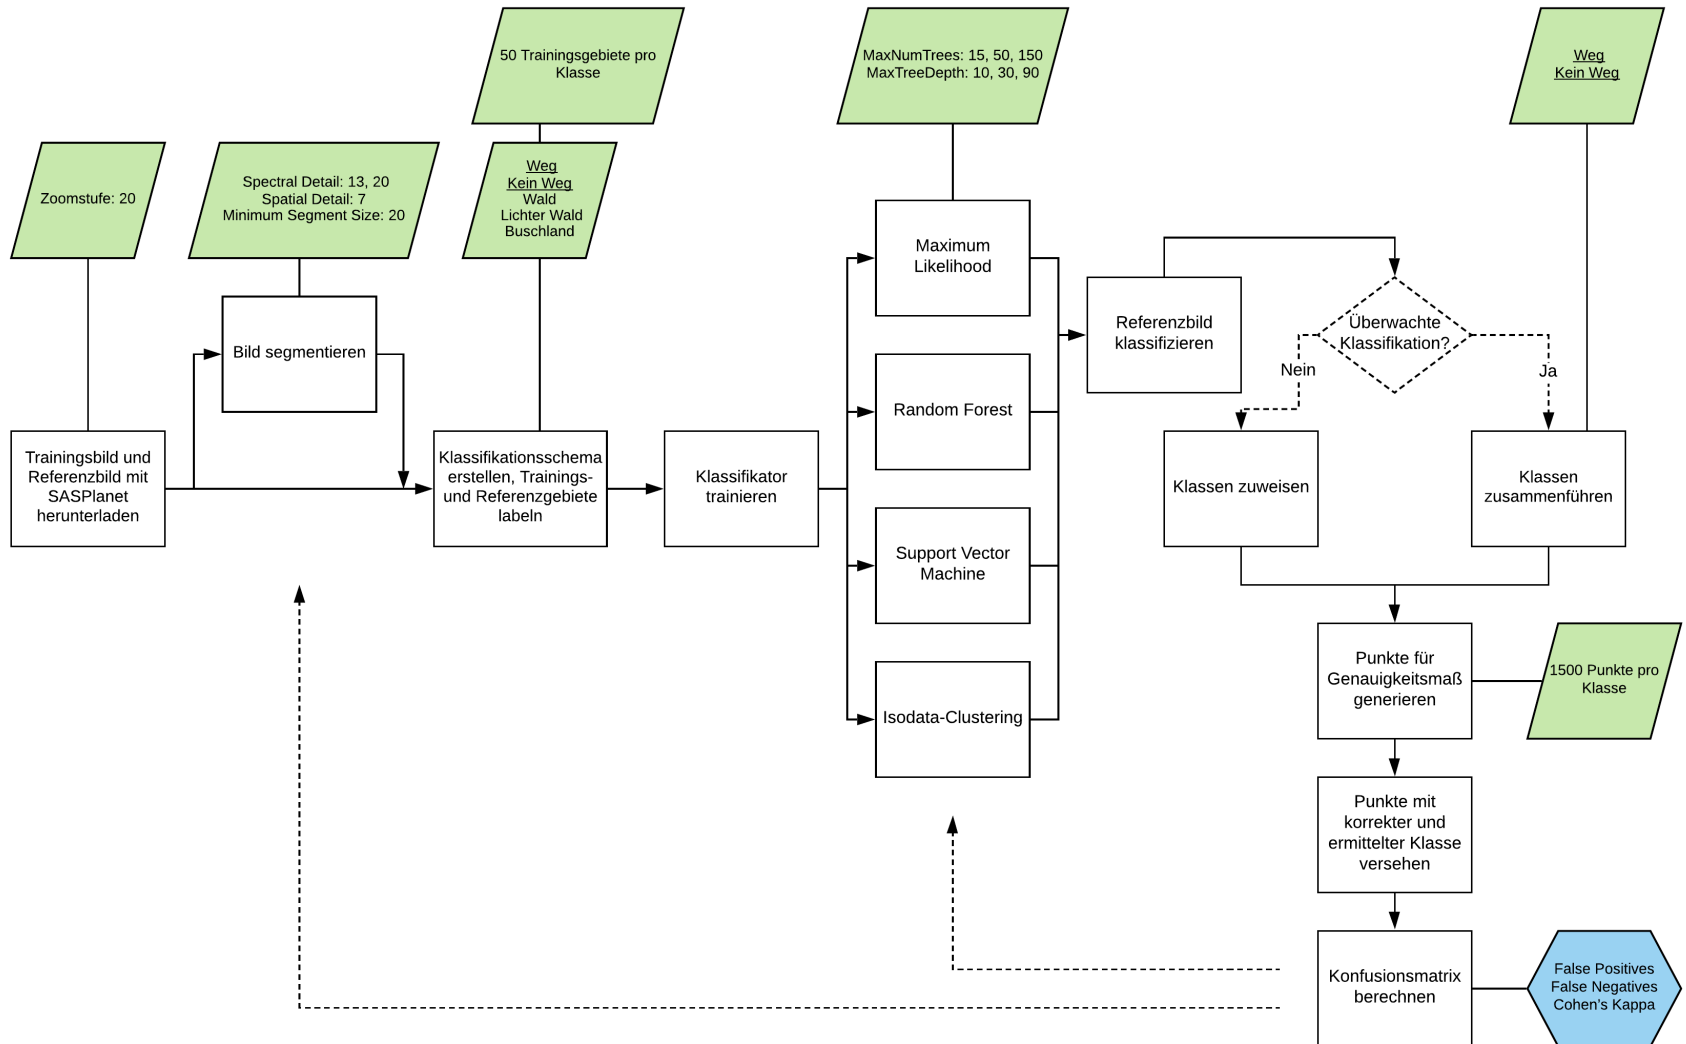 50 Trainingsgebiete pro
Klasse
MaxNumTrees: 15, 50, 150
MaxTreeDepth: 10, 30, 90
Weg
Kein Weg
Zoomstufe: 20
Spectral Detail: 13, 20
Spatial Detail: 7
Minimum Segment Size: 20
Weg
Kein Weg
Wald
Lichter Wald
Buschland
Bild segmentieren
Trainingsbild und
Referenzbild mit
SASPlanet
herunterladen
Klassifikationsschema
erstellen, Trainings-
und Referenzgebiete
labeln
Klassifikator
trainieren
Maximum
Likelihood
Random Forest
Support Vector
Machine
Isodata-Clustering
Referenzbild
klassifizieren
Überwachte
Klassifikation?
Nein
Ja
Klassen zuweisen
Klassen
zusammenführen
Punkte für
Genauigkeitsmaß
generieren
1500 Punkte pro
Klasse
Punkte mit
korrekter und
ermittelter Klasse
versehen
Konfusionsmatrix
berechnen
False Positives
False Negatives
Cohen's Kappa